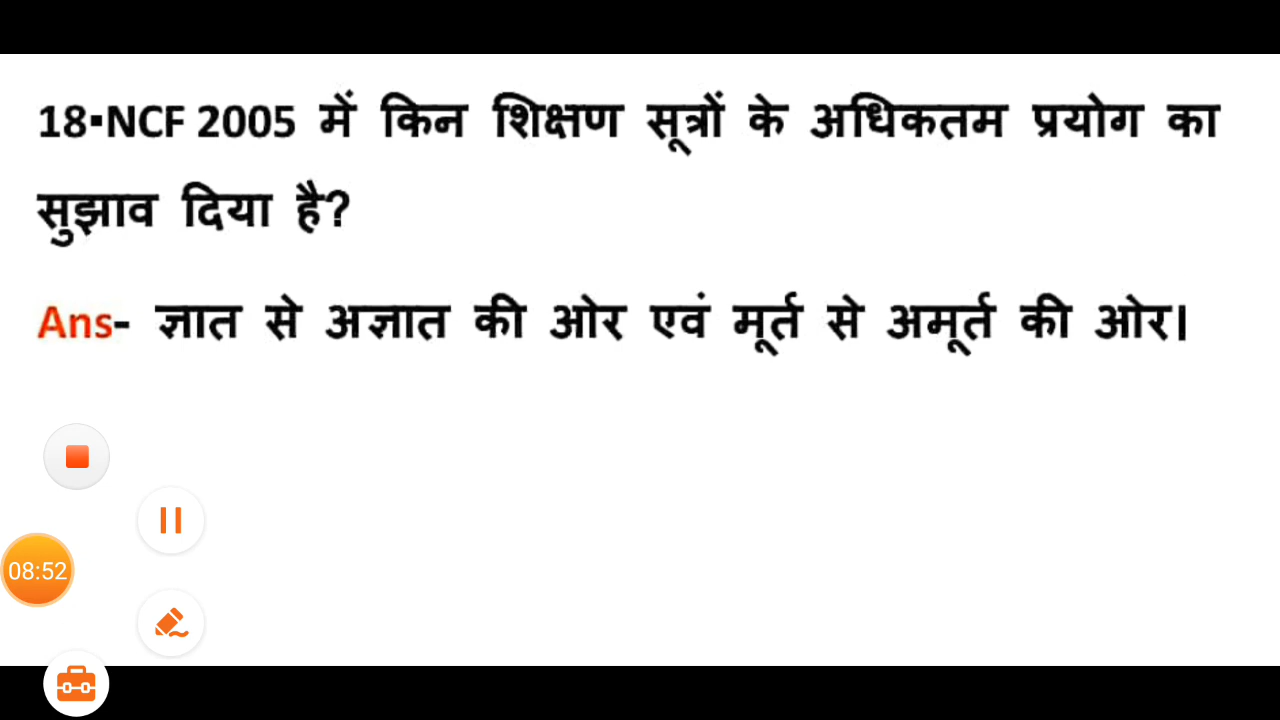 18▪NCF 2005 में किन शिक्षण सूत्रों के अधिकतम प्रयोग का
सुझाव दिया है?
Ans- ज्ञात से अज्ञात की ओर एवं मूर्त से अमूर्त की ओर।
08:52